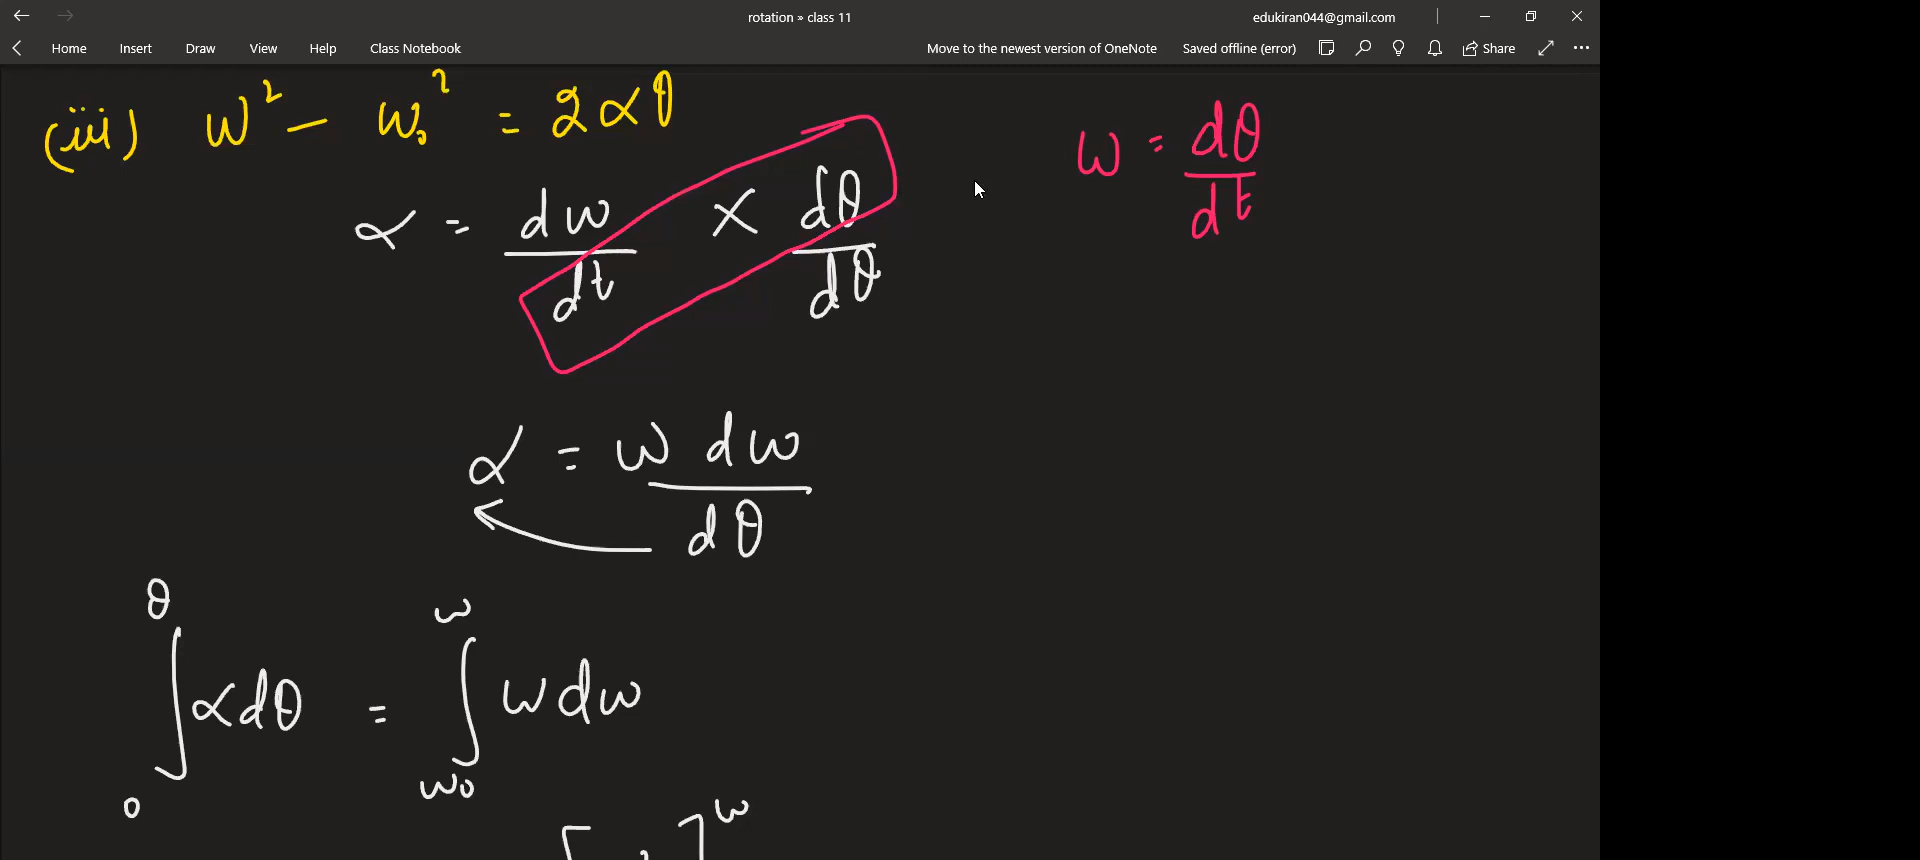 rotation » class 11 edukiran044@gmail.com
Home Insert Draw View Help Class Notebook Move to the newest version of OneNote Saved offline (error) Share
(iii) ω² – ω₀² = 2αθ
ω = dθ/dt
α = dω/dt × dθ/dθ
α = ω dω/dθ
∫₀^θ α dθ = ∫_ω₀^ω ω dω
[ ]^ω